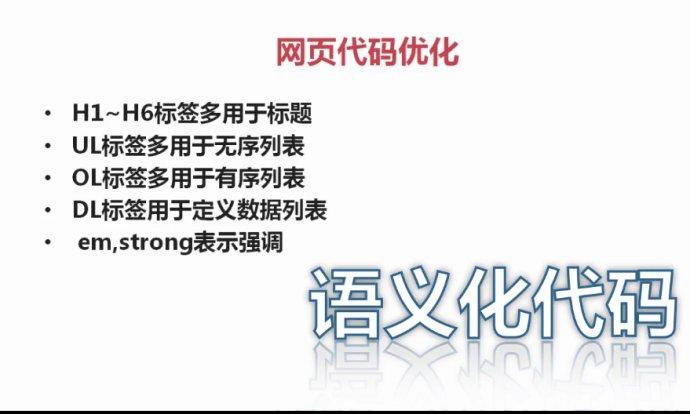 网页代码优化
• H1~H6标签多用于标题
• UL标签多用于无序列表
• OL标签多用于有序列表
• DL标签用于定义数据列表
• em,strong表示强调
语义化代码